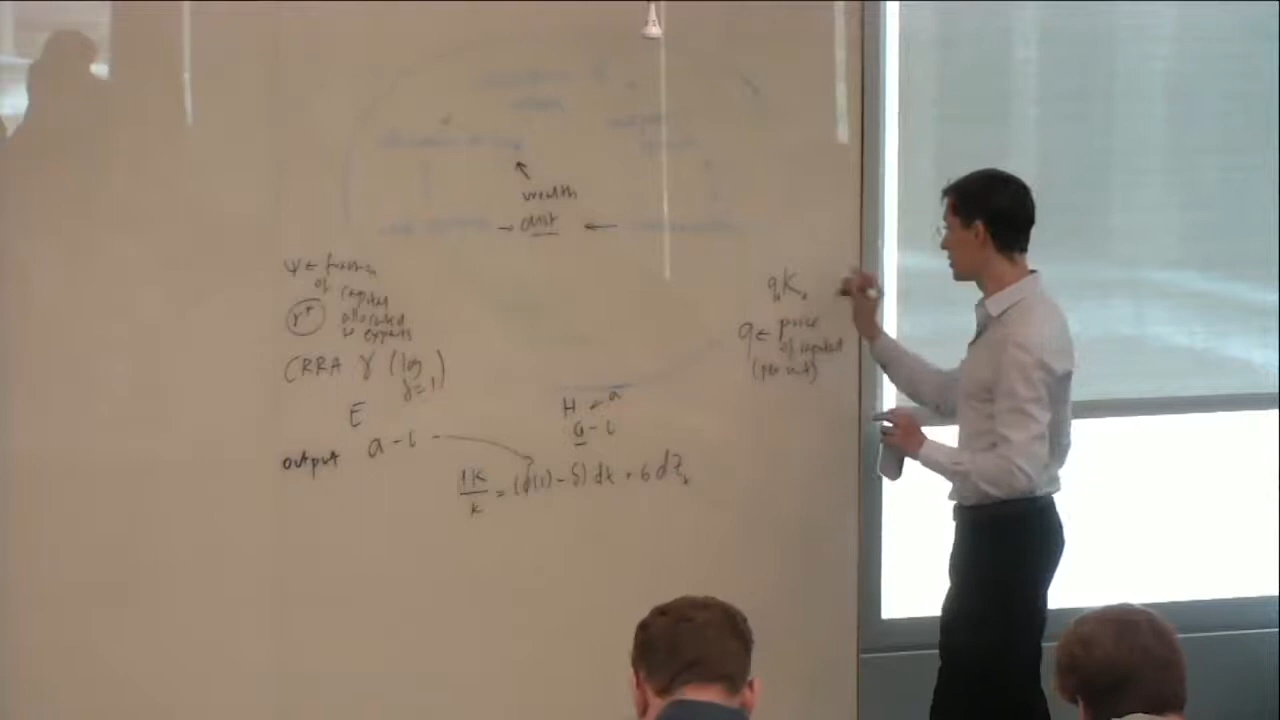 wealth
→ dist ←
ψ ← fraction
of capital
allocated
to experts
r*
CRRA γ (log
γ=1)
E
output a - ι
H
a
a - ι
dK/K = (ϕ(ι) - δ) dt + σ dZ
qK
q ← price
of capital
(per unit)